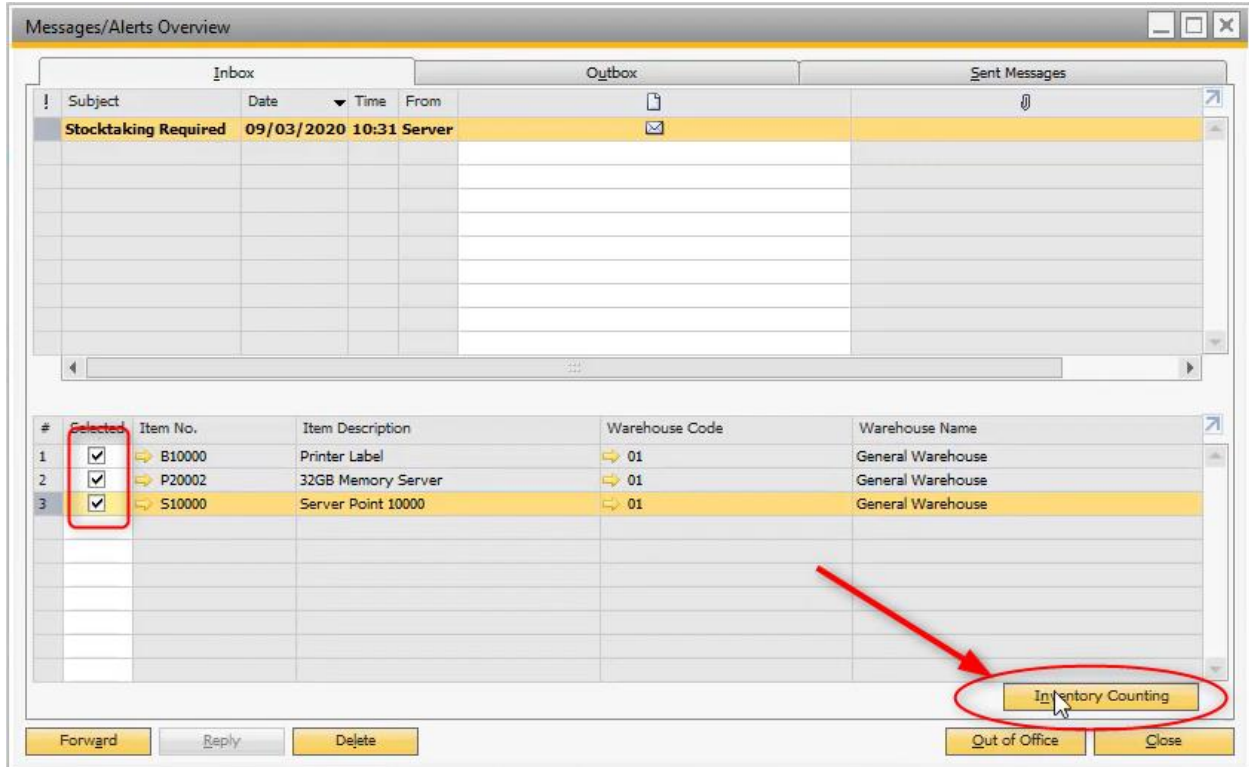 Messages/Alerts Overview
Inbox Outbox Sent Messages
! Subject Date Time From
Stocktaking Required 09/03/2020 10:31 Server
# Selected Item No. Item Description Warehouse Code Warehouse Name
1 B10000 Printer Label 01 General Warehouse
2 P20002 32GB Memory Server 01 General Warehouse
3 S10000 Server Point 10000 01 General Warehouse
Inventory Counting
Forward Reply Delete Out of Office Close